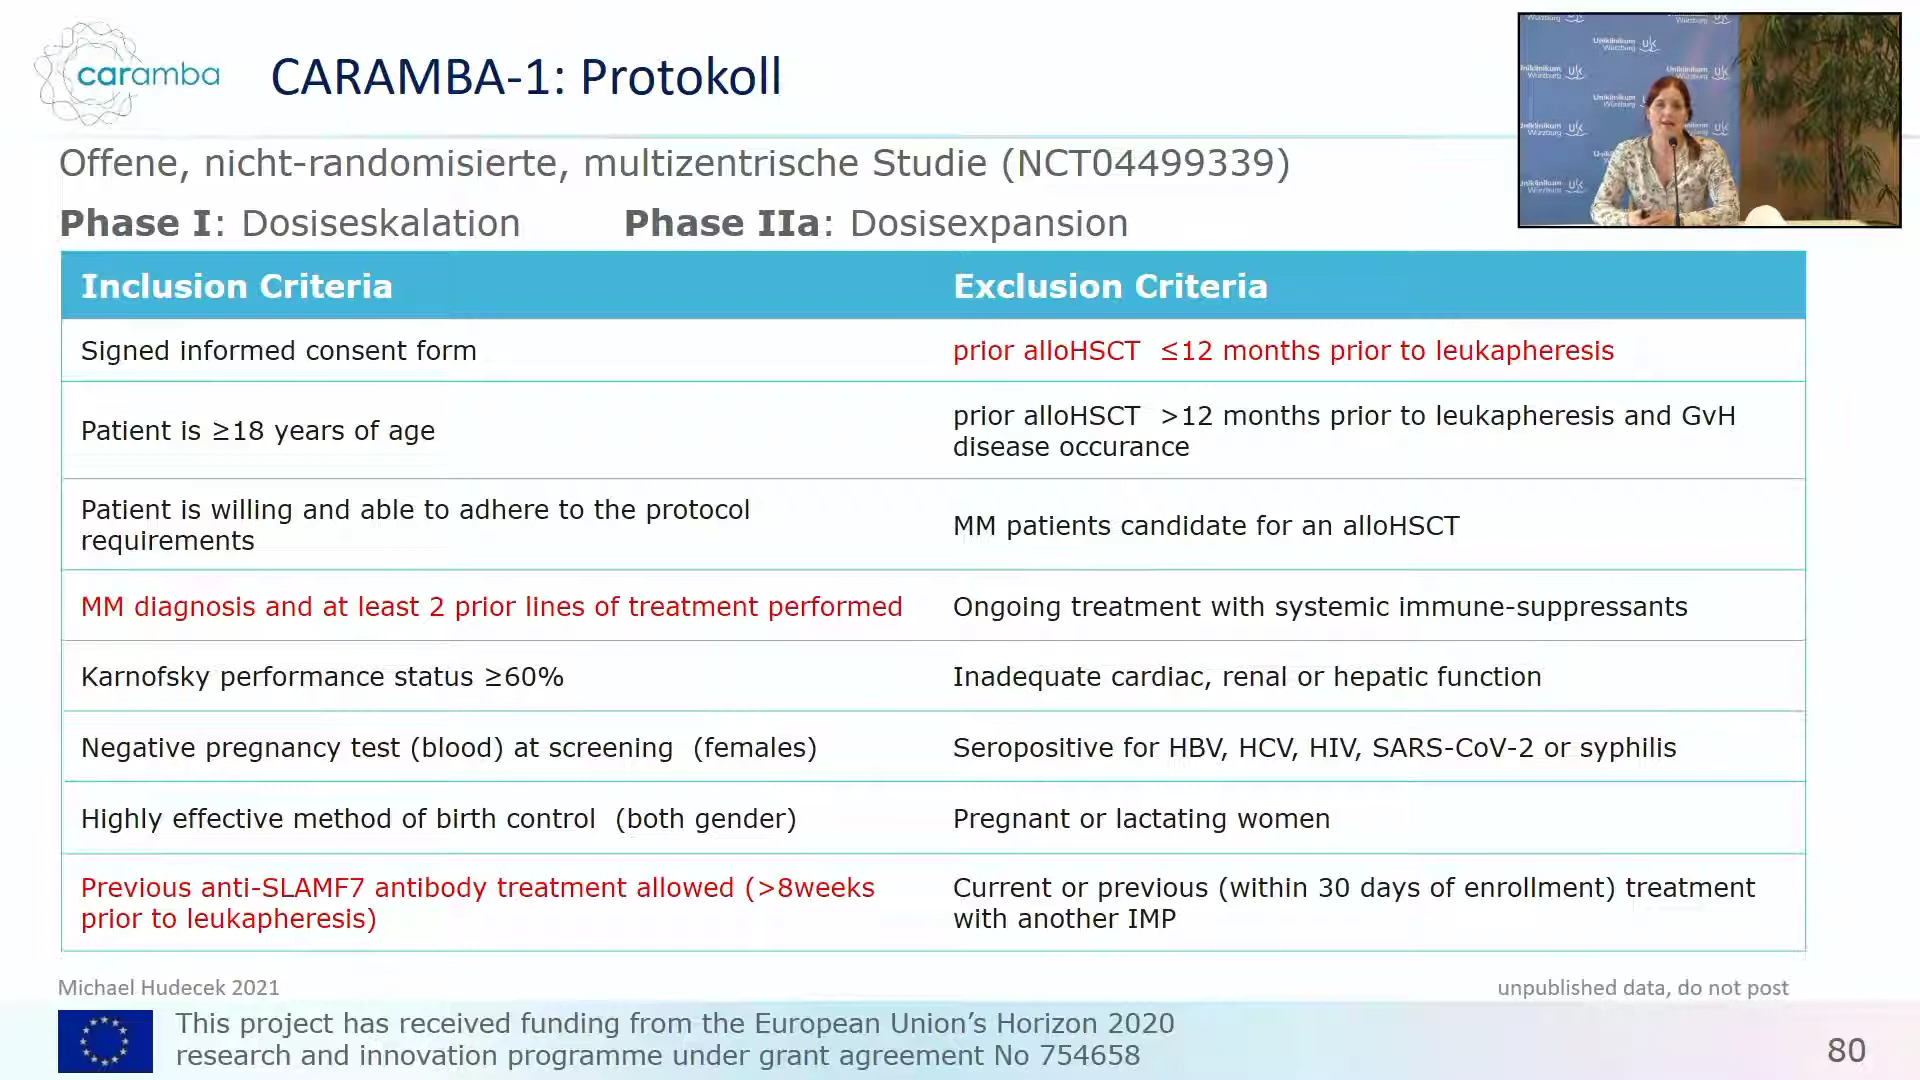 caramba
CARAMBA-1: Protokoll
Uniklinikum
Würzburg
Offene, nicht-randomisierte, multizentrische Studie (NCT04499339)
Phase I: Dosiseskalation Phase IIa: Dosisexpansion
Inclusion Criteria Exclusion Criteria
Signed informed consent form
prior alloHSCT ≤12 months prior to leukapheresis
Patient is ≥18 years of age
prior alloHSCT >12 months prior to leukapheresis and GvH
disease occurance
Patient is willing and able to adhere to the protocol
requirements
MM patients candidate for an alloHSCT
MM diagnosis and at least 2 prior lines of treatment performed
Ongoing treatment with systemic immune-suppressants
Karnofsky performance status ≥60%
Inadequate cardiac, renal or hepatic function
Negative pregnancy test (blood) at screening (females)
Seropositive for HBV, HCV, HIV, SARS-CoV-2 or syphilis
Highly effective method of birth control (both gender)
Pregnant or lactating women
Previous anti-SLAMF7 antibody treatment allowed (>8weeks
prior to leukapheresis)
Current or previous (within 30 days of enrollment) treatment
with another IMP
Michael Hudecek 2021
unpublished data, do not post
This project has received funding from the European Union’s Horizon 2020
research and innovation programme under grant agreement No 754658
80